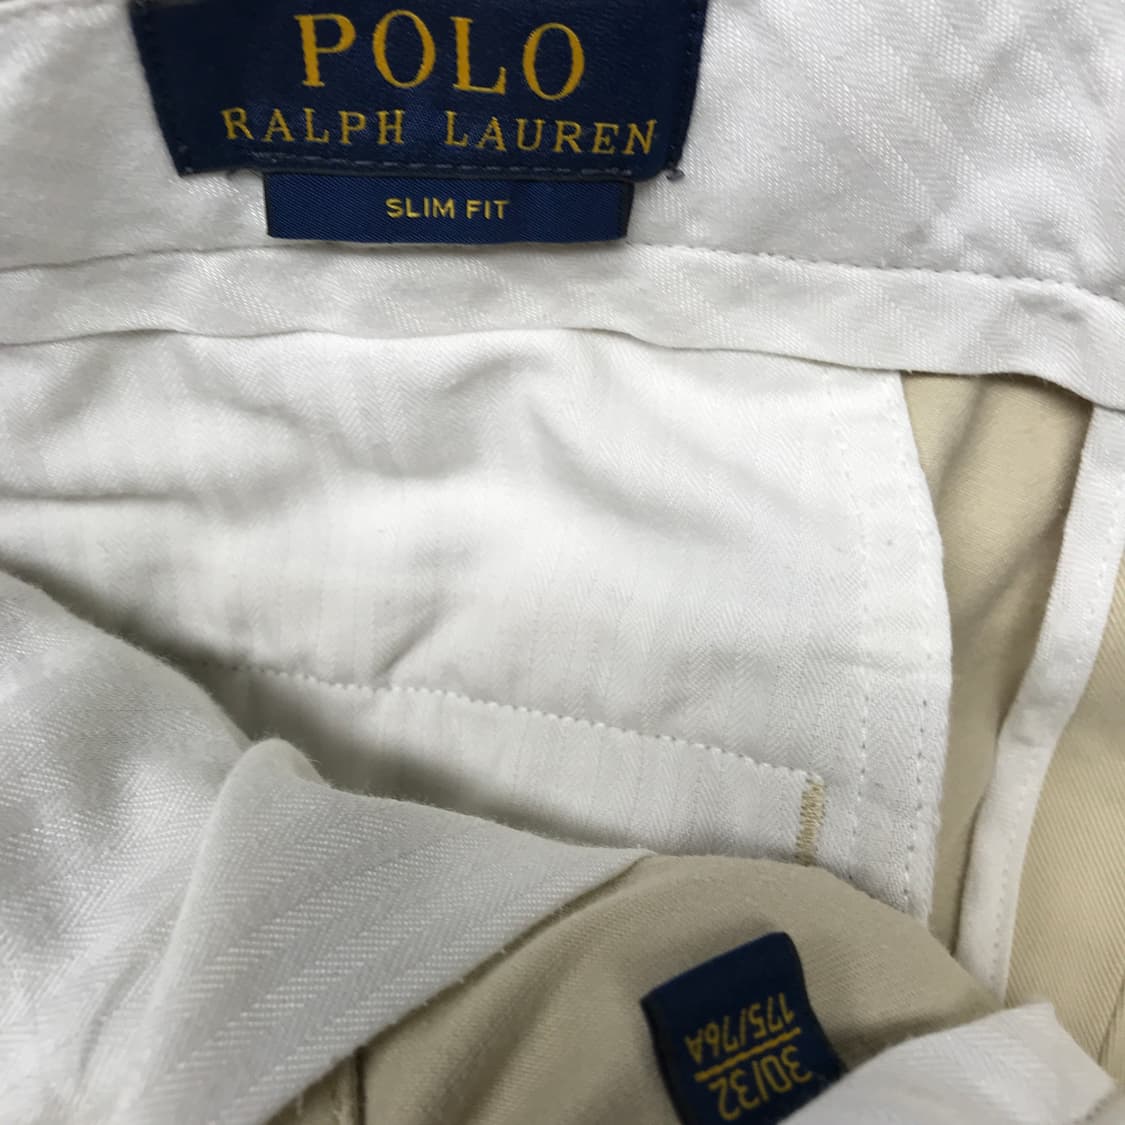 POLO
RALPH LAUREN
SLIM FIT
30/32
175/76A